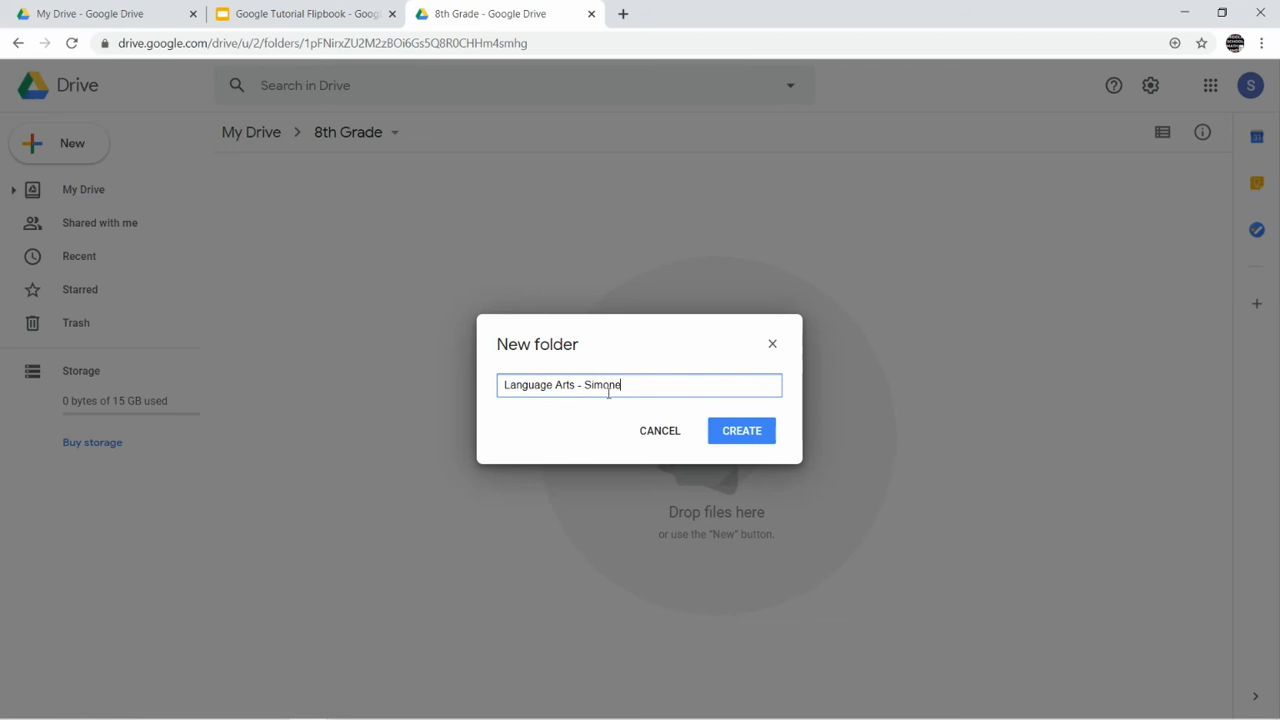 My Drive - Google Drive
Google Tutorial Flipbook - Goog
8th Grade - Google Drive
drive.google.com/drive/u/2/folders/1pFNirxZU2M2zBOi6Gs5Q8R0CHHm4smhg
Drive
Search in Drive
S
New
My Drive
8th Grade
My Drive
Shared with me
Recent
Starred
Trash
Storage
0 bytes of 15 GB used
Buy storage
New folder
Language Arts - Simone
CANCEL
CREATE
Drop files here
or use the "New" button.